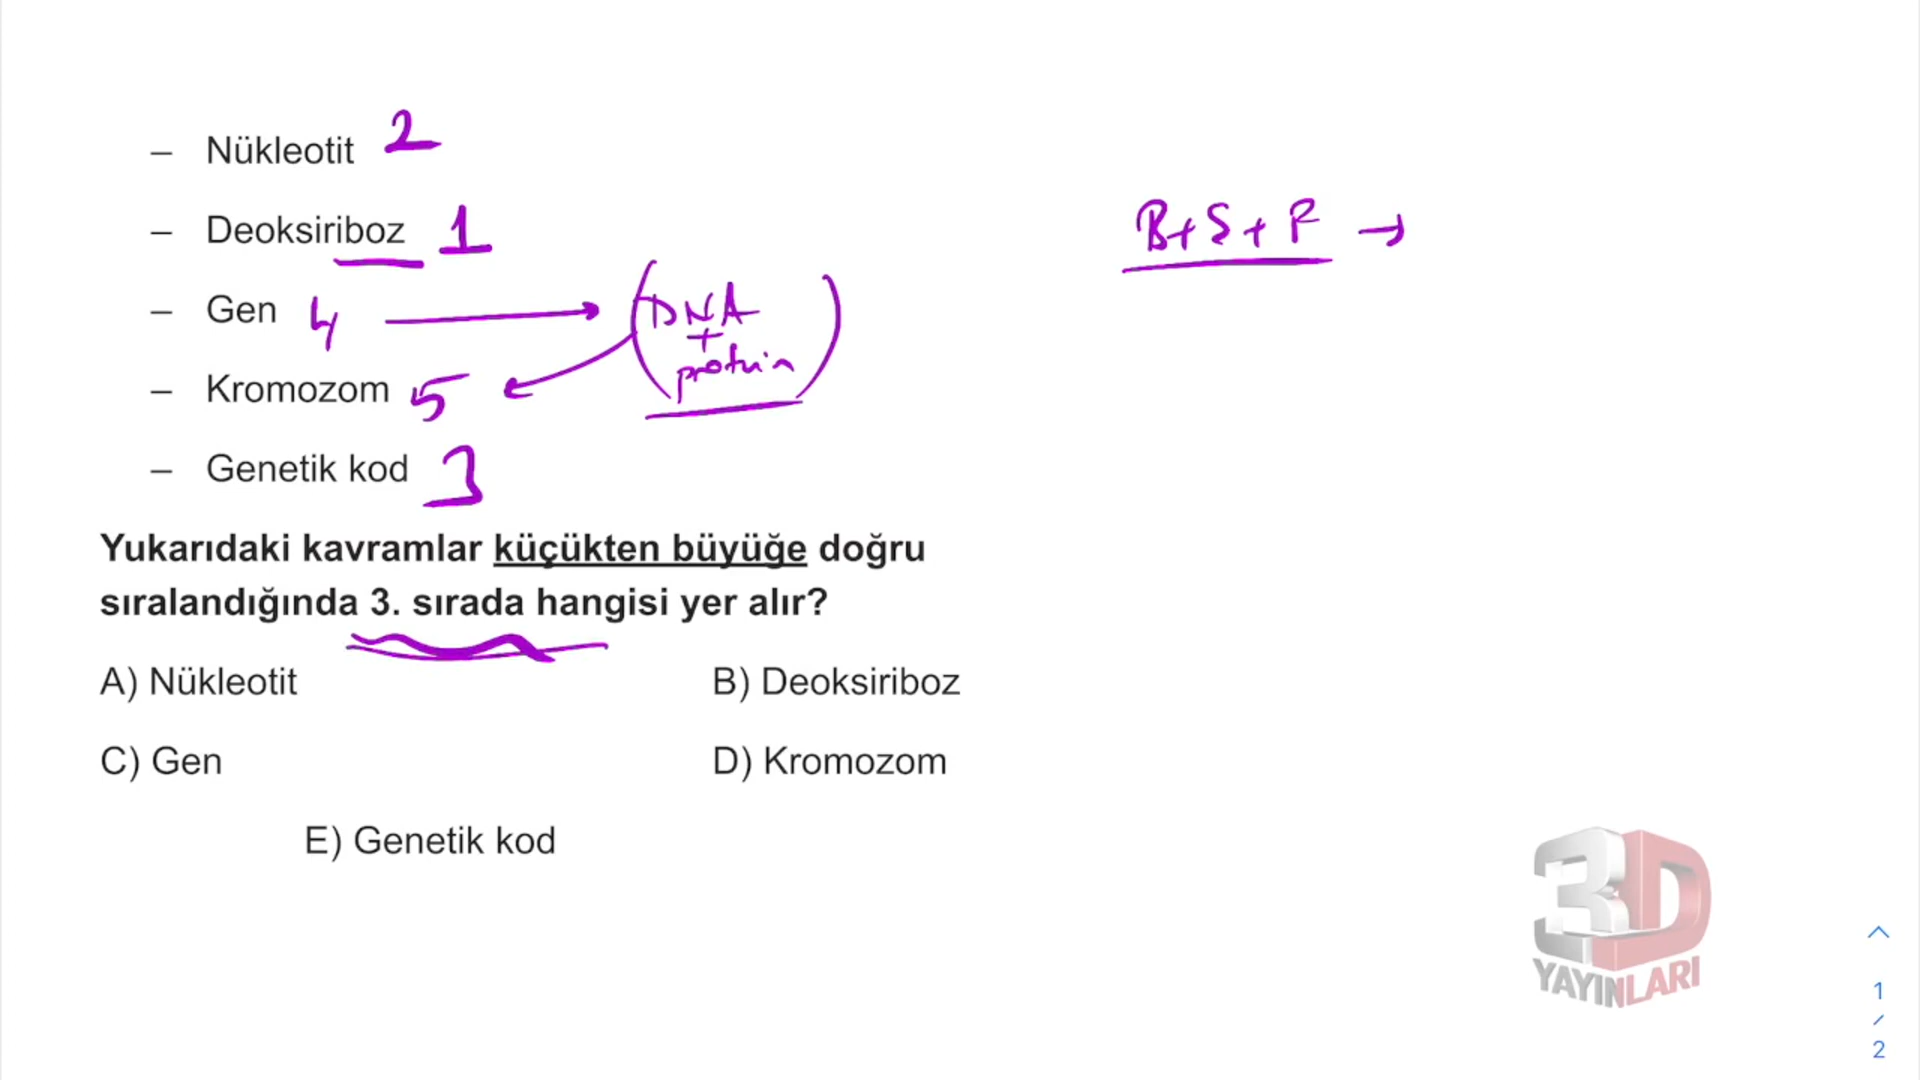 – Nükleotit 2
– Deoksiriboz 1
B+S+F →
– Gen 4 → (DNA
+
protein)
– Kromozom 5
– Genetik kod 3
Yukarıdaki kavramlar küçükten büyüğe doğru
sıralandığında 3. sırada hangisi yer alır?
A) Nükleotit B) Deoksiriboz
C) Gen D) Kromozom
E) Genetik kod
3D
YAYINLARI
1
/
2